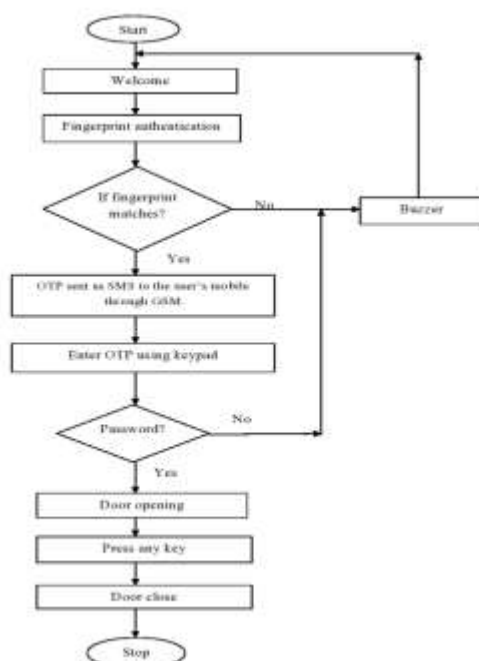 Start
Welcome
Fingerprint authentication
If fingerprint
matches?
No
Buzzer
Yes
OTP sent as SMS to the user's mobile
through GSM.
Enter OTP using keypad
Password?
No
Yes
Door opening
Press any key
Door close
Stop